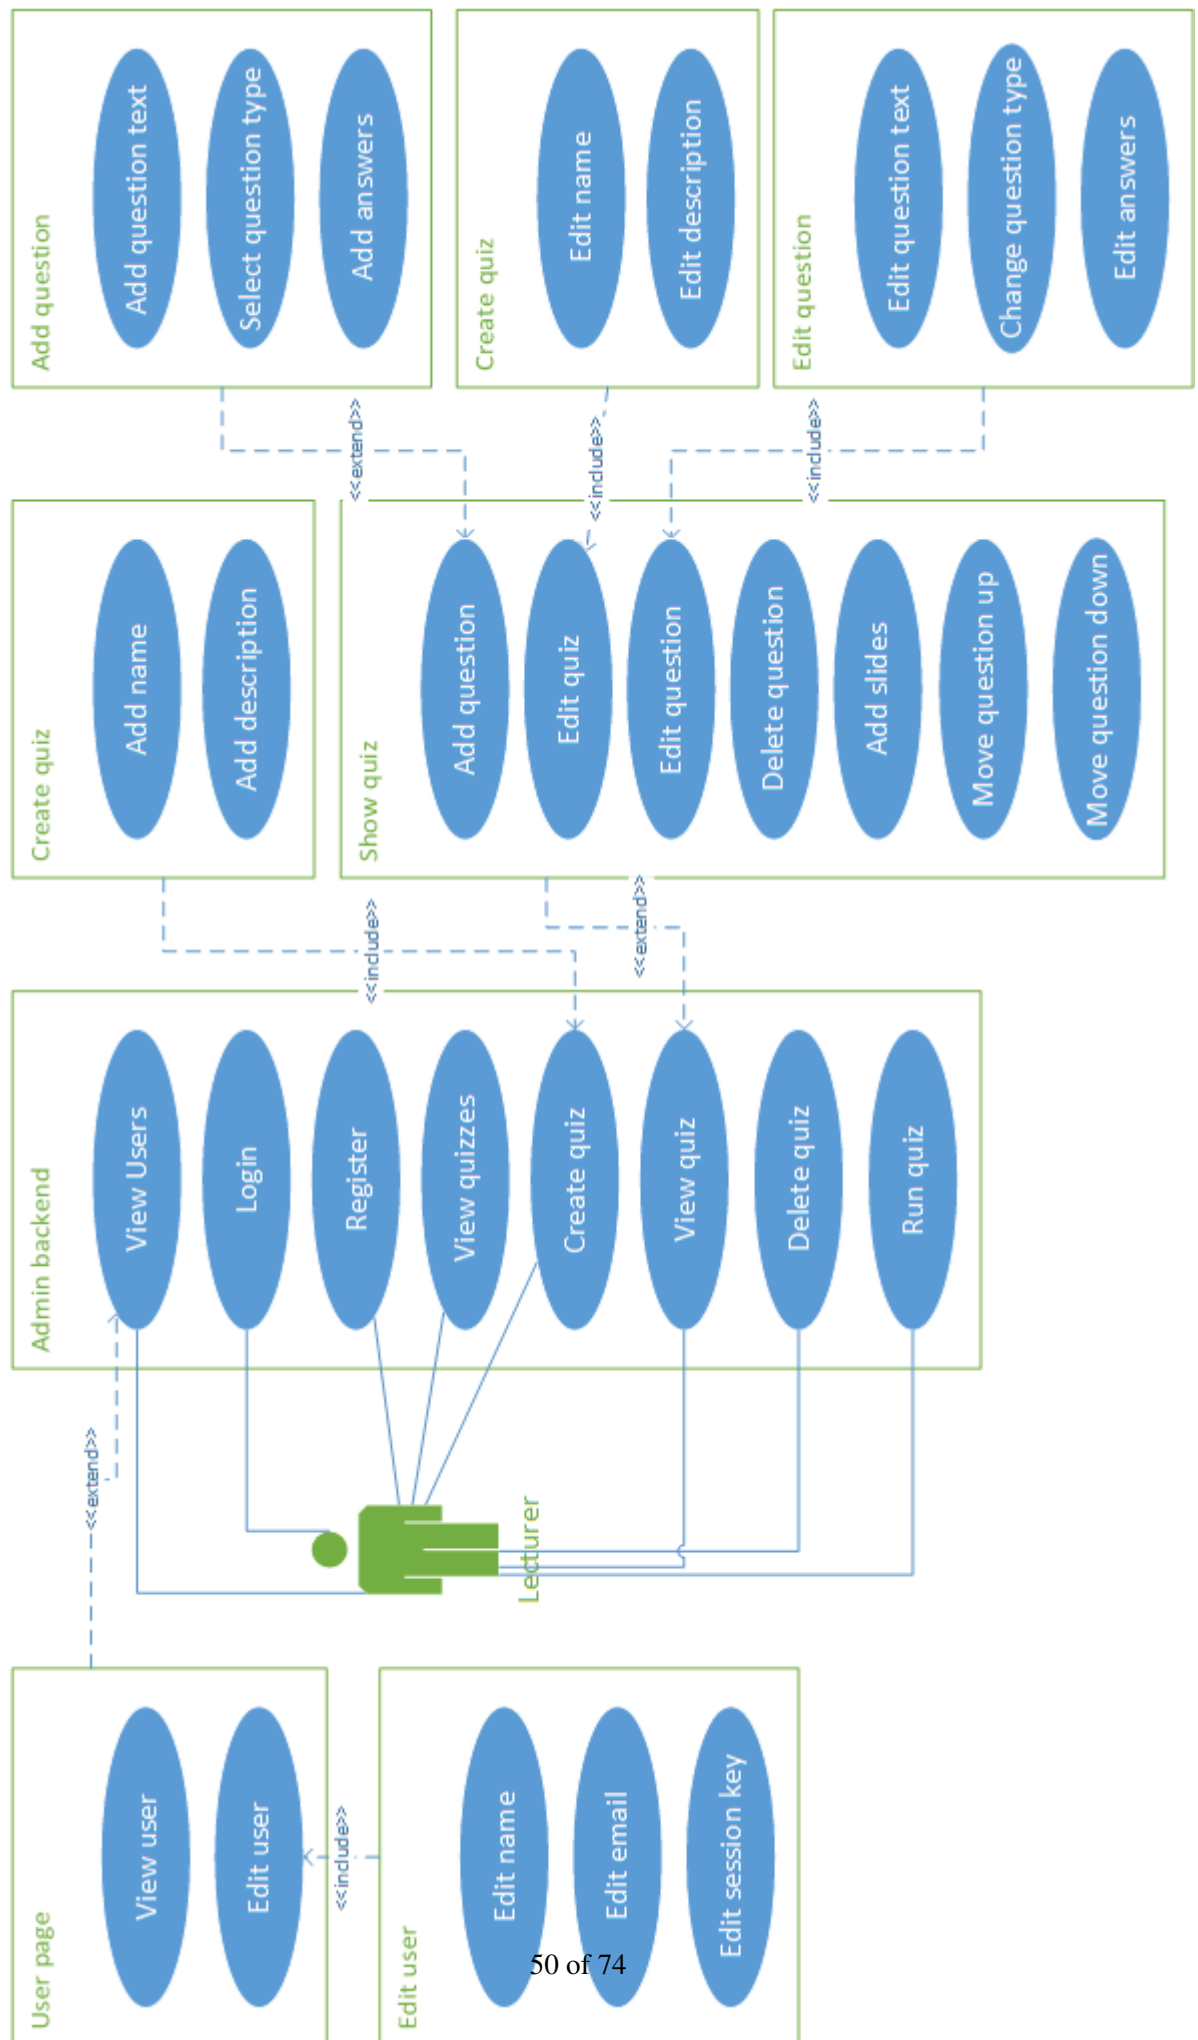 User page
View user
Edit user
<<include>>
Edit user
Edit name
Edit email
Edit session key
<<extend>>
Lecturer
Admin backend
View Users
Login
Register
View quizzes
Create quiz
View quiz
Delete quiz
Run quiz
<<include>>
<<extend>>
Create quiz
Add name
Add description
Show quiz
Add question
Edit quiz
Edit question
Delete question
Add slides
Move question up
Move question down
<<extend>>
<<include>>
<<include>>
Add question
Add question text
Select question type
Add answers
Create quiz
Edit name
Edit description
Edit question
Edit question text
Change question type
Edit answers
50 of 74